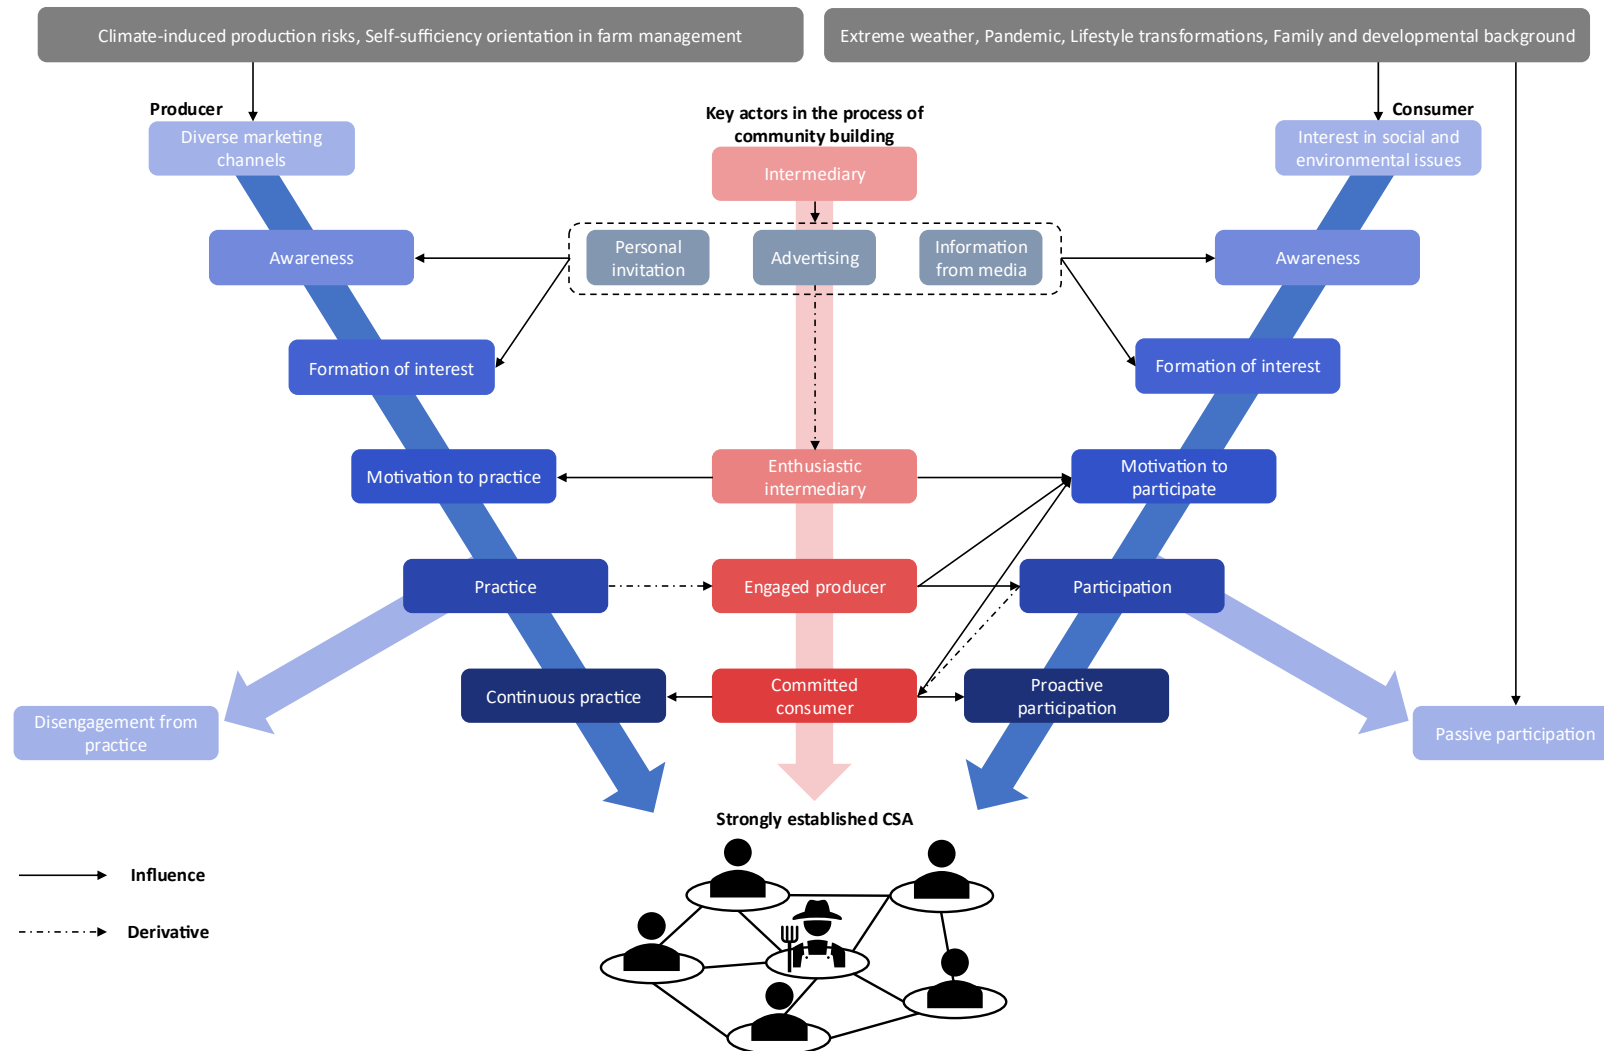 Climate-induced production risks, Self-sufficiency orientation in farm management
Extreme weather, Pandemic, Lifestyle transformations, Family and developmental background
Producer
Key actors in the process of
community building
Consumer
Diverse marketing
channels
Intermediary
Interest in social and
environmental issues
Awareness
Personal
invitation
Advertising
Information
from media
Awareness
Formation of interest
Formation of interest
Motivation to practice
Enthusiastic
intermediary
Motivation to
participate
Practice
Engaged producer
Participation
Continuous practice
Committed
consumer
Proactive
participation
Disengagement from
practice
Passive participation
Strongly established CSA
Influence
Derivative